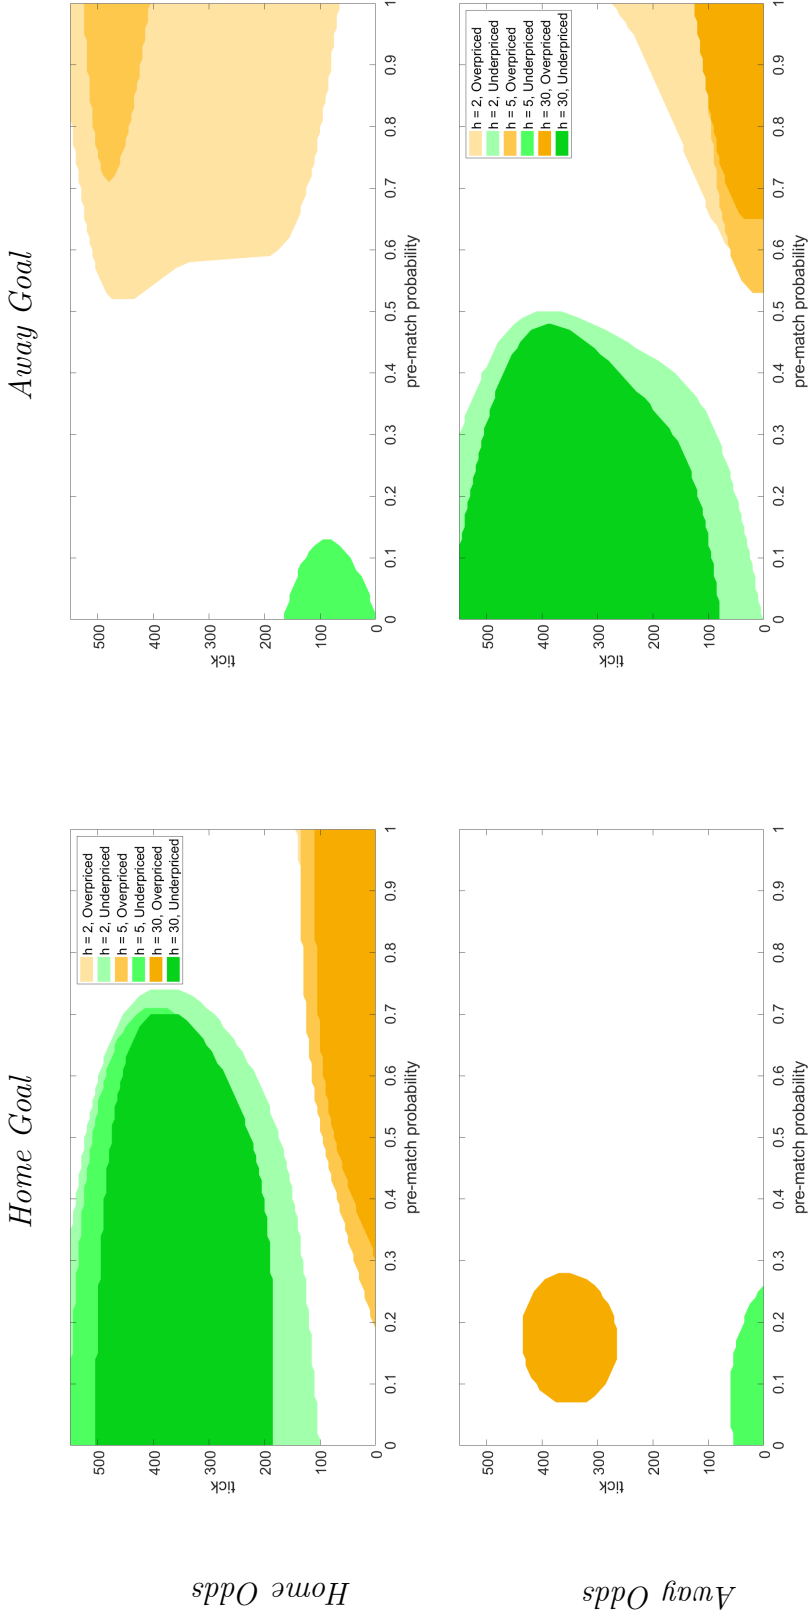 Home Goal
Away Goal
Home Odds
tick
500
400
300
200
100
0
0 0.1 0.2 0.3 0.4 0.5 0.6 0.7 0.8 0.9 1
pre-match probability
h = 2, Overpriced
h = 2, Underpriced
h = 5, Overpriced
h = 5, Underpriced
h = 30, Overpriced
h = 30, Underpriced
tick
500
400
300
200
100
0
0 0.1 0.2 0.3 0.4 0.5 0.6 0.7 0.8 0.9 1
pre-match probability
Away Odds
tick
500
400
300
200
100
0
0 0.1 0.2 0.3 0.4 0.5 0.6 0.7 0.8 0.9 1
pre-match probability
tick
500
400
300
200
100
0
0 0.1 0.2 0.3 0.4 0.5 0.6 0.7 0.8 0.9 1
pre-match probability
h = 2, Overpriced
h = 2, Underpriced
h = 5, Overpriced
h = 5, Underpriced
h = 30, Overpriced
h = 30, Underpriced